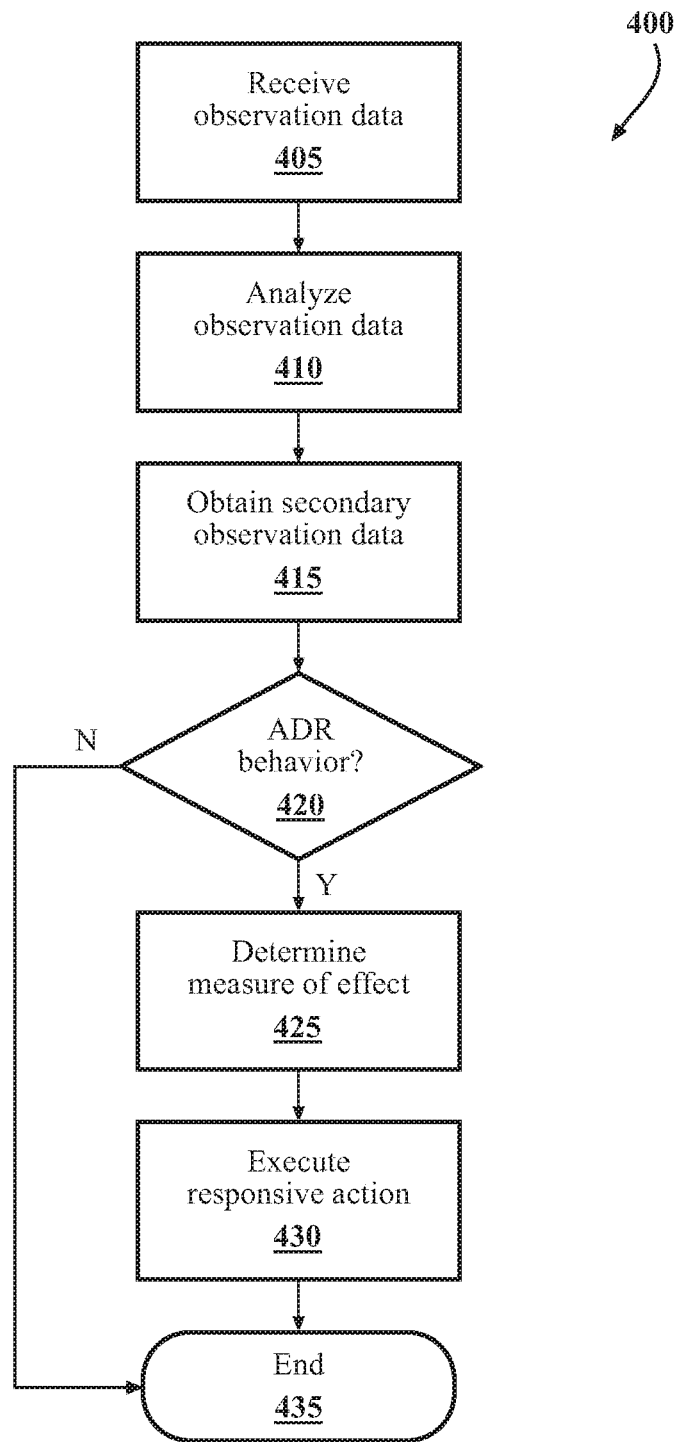 400
Receive
observation data
405
Analyze
observation data
410
Obtain secondary
observation data
415
ADR
behavior?
420
N
Y
Determine
measure of effect
425
Execute
responsive action
430
End
435